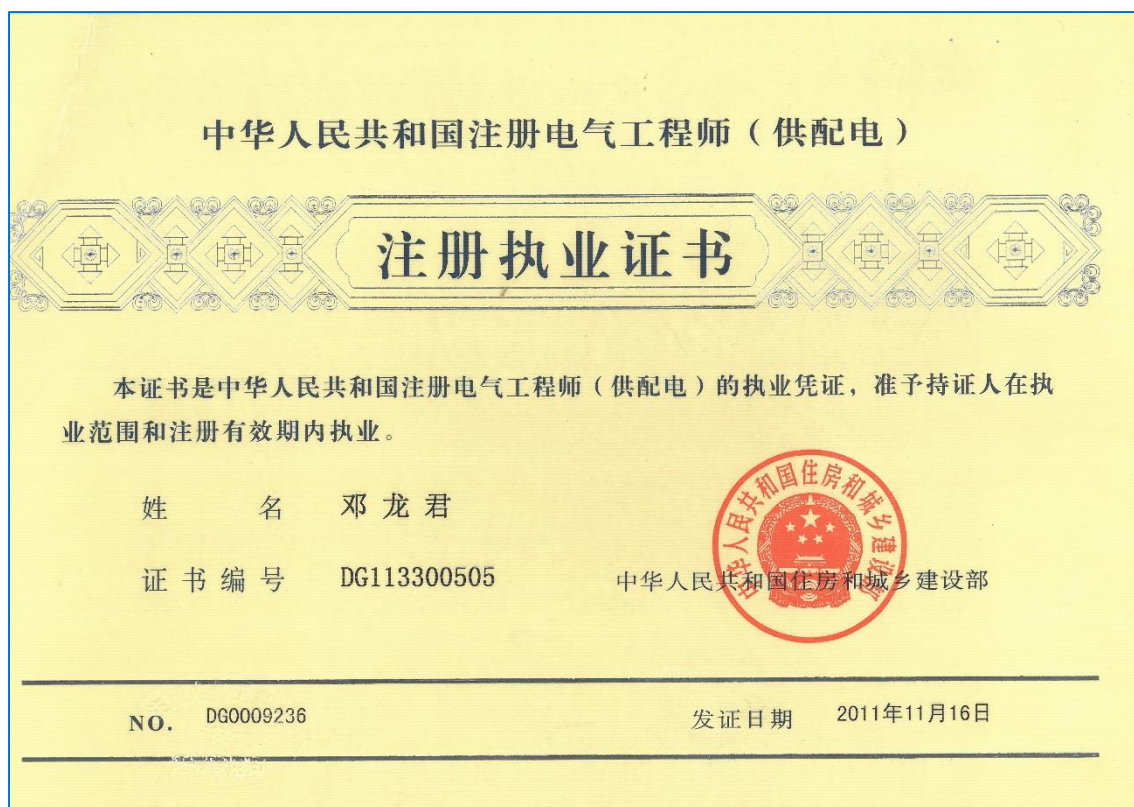 中华人民共和国注册电气工程师（供配电）
注册执业证书
本证书是中华人民共和国注册电气工程师（供配电）的执业凭证，准予持证人在执
业范围和注册有效期内执业。
姓 名 邓龙君
中华人民共和国住房和城乡建设部
证书编号 DG113300505
中华人民共和国住房和城乡建设部
NO. DG0009236
发证日期 2011年11月16日